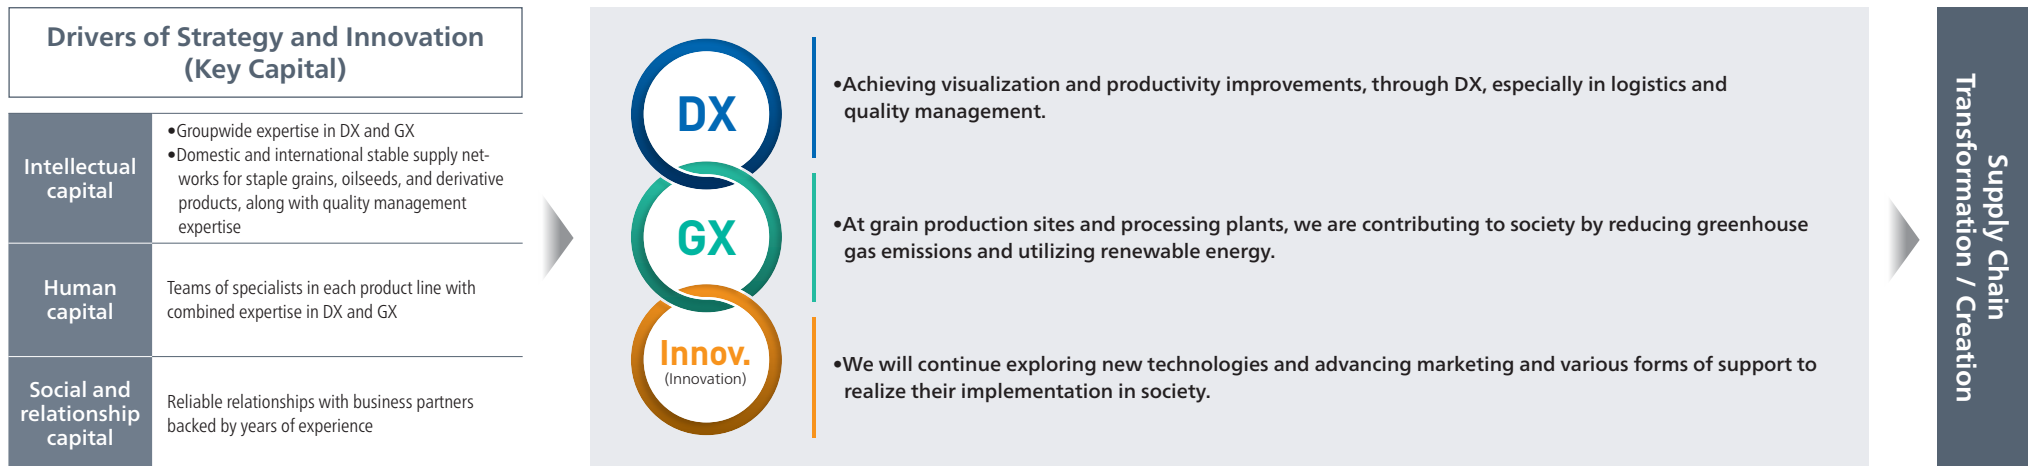 Drivers of Strategy and Innovation
(Key Capital)
Intellectual
capital
•Groupwide expertise in DX and GX
•Domestic and international stable supply net-
works for staple grains, oilseeds, and derivative
products, along with quality management
expertise
Human
capital
Teams of specialists in each product line with
combined expertise in DX and GX
Social and
relationship
capital
Reliable relationships with business partners
backed by years of experience
DX
•Achieving visualization and productivity improvements, through DX, especially in logistics and
quality management.
GX
•At grain production sites and processing plants, we are contributing to society by reducing greenhouse
gas emissions and utilizing renewable energy.
Innov.
(Innovation)
•We will continue exploring new technologies and advancing marketing and various forms of support to
realize their implementation in society.
Supply Chain
Transformation / Creation